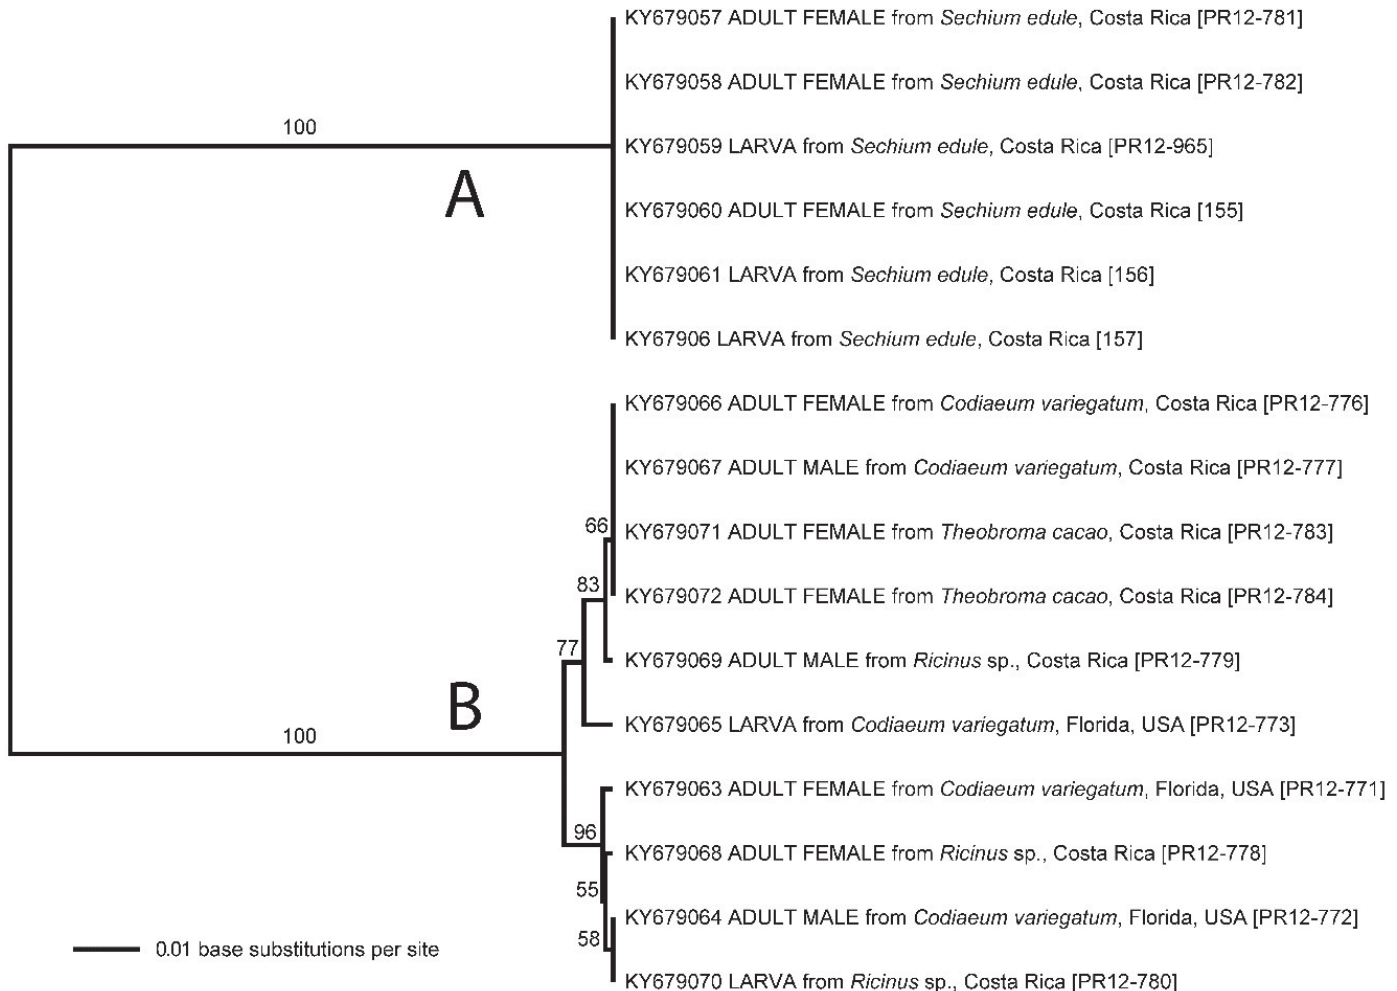 KY679057 ADULT FEMALE from Sechium edule, Costa Rica [PR12-781]
KY679058 ADULT FEMALE from Sechium edule, Costa Rica [PR12-782]
100
KY679059 LARVA from Sechium edule, Costa Rica [PR12-965]
A
KY679060 ADULT FEMALE from Sechium edule, Costa Rica [155]
KY679061 LARVA from Sechium edule, Costa Rica [156]
KY67906 LARVA from Sechium edule, Costa Rica [157]
KY679066 ADULT FEMALE from Codiaeum variegatum, Costa Rica [PR12-776]
KY679067 ADULT MALE from Codiaeum variegatum, Costa Rica [PR12-777]
66
KY679071 ADULT FEMALE from Theobroma cacao, Costa Rica [PR12-783]
83
KY679072 ADULT FEMALE from Theobroma cacao, Costa Rica [PR12-784]
77
KY679069 ADULT MALE from Ricinus sp., Costa Rica [PR12-779]
B
KY679065 LARVA from Codiaeum variegatum, Florida, USA [PR12-773]
100
KY679063 ADULT FEMALE from Codiaeum variegatum, Florida, USA [PR12-771]
96
KY679068 ADULT FEMALE from Ricinus sp., Costa Rica [PR12-778]
55
KY679064 ADULT MALE from Codiaeum variegatum, Florida, USA [PR12-772]
58
0.01 base substitutions per site
KY679070 LARVA from Ricinus sp., Costa Rica [PR12-780]